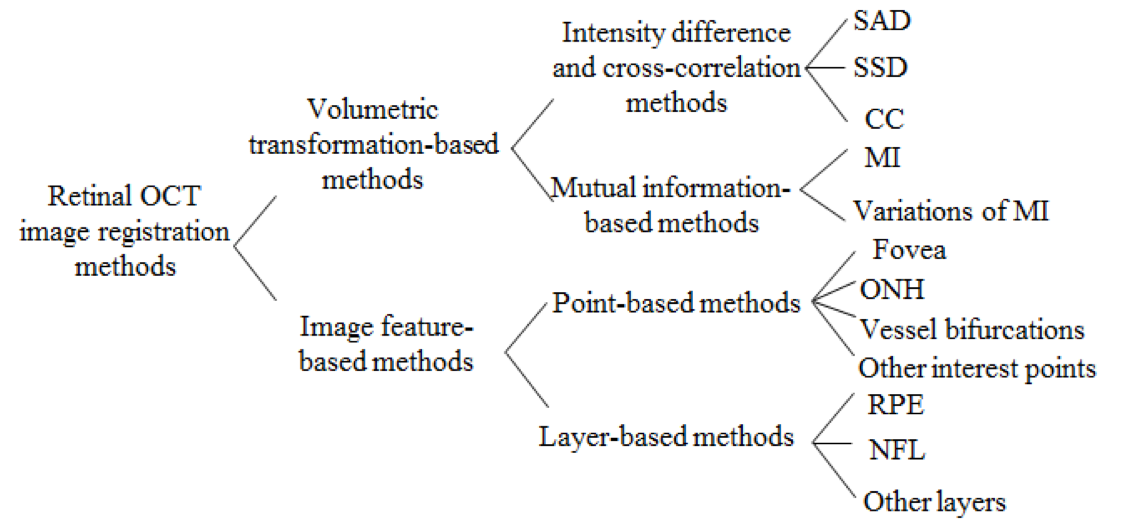 Retinal OCT
image registration
methods
Volumetric
transformation-based
methods
Image feature-
based methods
Intensity difference
and cross-correlation
methods
Mutual information-
based methods
Point-based methods
Layer-based methods
SAD
SSD
CC
MI
Variations of MI
Fovea
ONH
Vessel bifurcations
Other interest points
RPE
NFL
Other layers